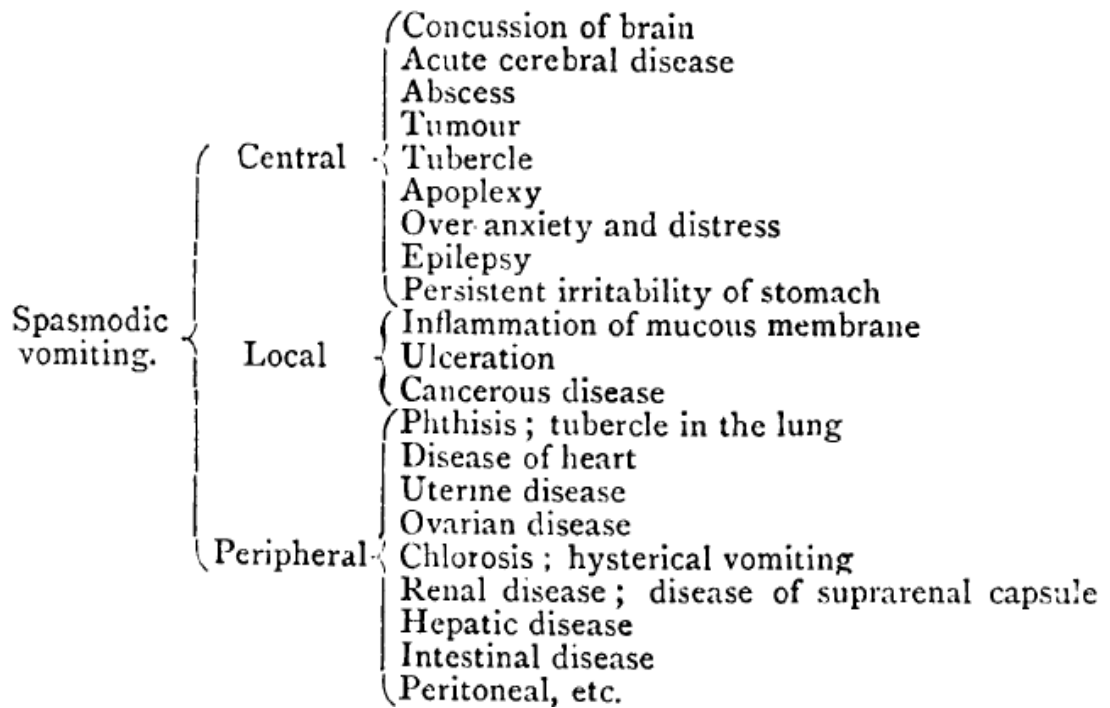 Concussion of brain
Acute cerebral disease
Abscess
Tumour
Central
Tubercle
Apoplexy
Over anxiety and distress
Epilepsy
Persistent irritability of stomach
Spasmodic
vomiting.
Inflammation of mucous membrane
Local
Ulceration
Cancerous disease
Phthisis ; tubercle in the lung
Disease of heart
Uterine disease
Ovarian disease
Peripheral
Chlorosis ; hysterical vomiting
Renal disease ; disease of suprarenal capsule
Hepatic disease
Intestinal disease
Peritoneal, etc.